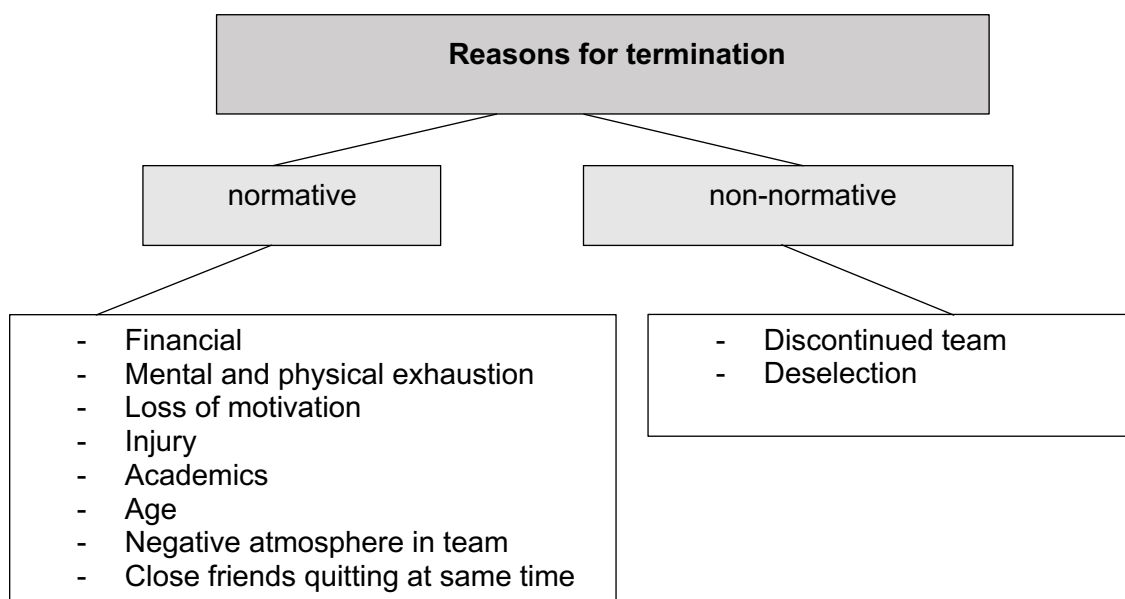 Reasons for termination
normative
non-normative
- Financial
- Mental and physical exhaustion
- Loss of motivation
- Injury
- Academics
- Age
- Negative atmosphere in team
- Close friends quitting at same time
- Discontinued team
- Deselection